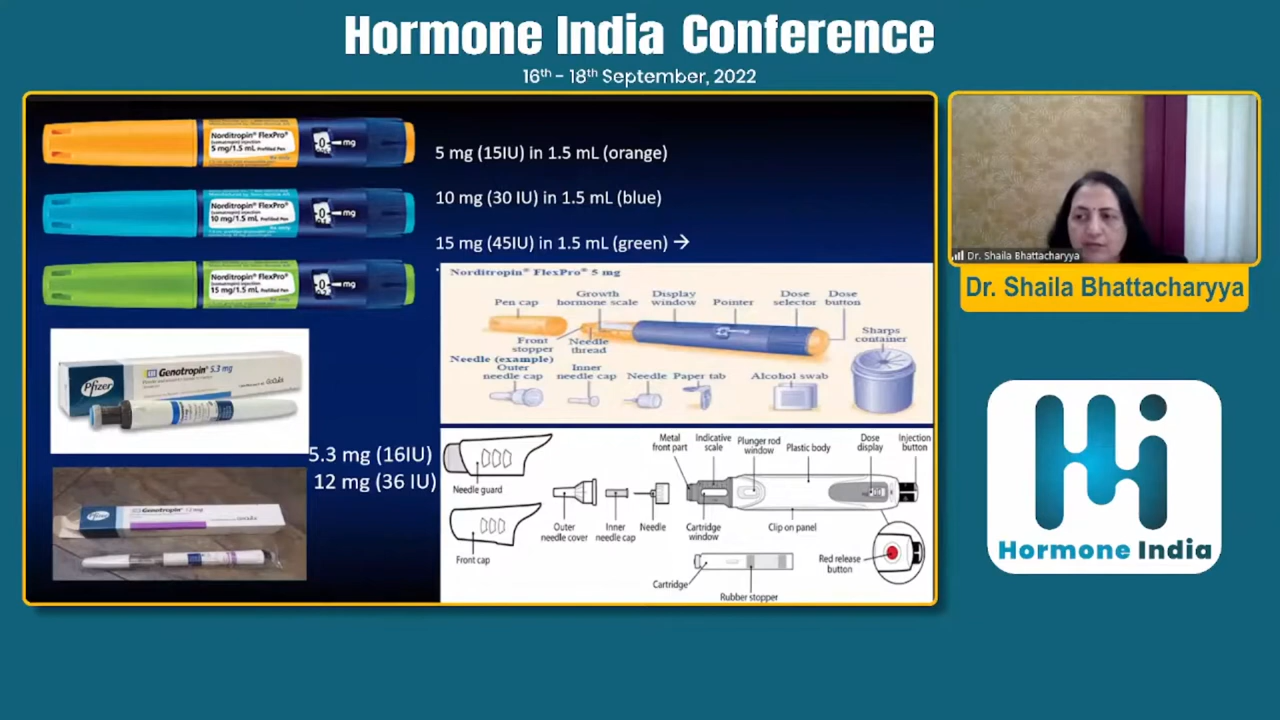 Hormone India Conference
16th - 18th September, 2022
Norditropin® FlexPro®
5 mg/1.5 mL Prefilled Pen
mg
5 mg (15IU) in 1.5 mL (orange)
Norditropin® FlexPro®
10 mg/1.5 mL Prefilled Pen
mg
10 mg (30 IU) in 1.5 mL (blue)
Norditropin® FlexPro®
15 mg/1.5 mL Prefilled Pen
mg
15 mg (45IU) in 1.5 mL (green) →
Norditropin® FlexPro® 5 mg
Pen cap
Growth
hormone scale
Display
window
Pointer
Dose
selector
Dose
button
Front
stopper
Needle
thread
Sharps
container
Needle (example)
Outer
needle cap
Inner
needle cap
Needle
Paper tab
Alcohol swab
Pfizer
Genotropin® 5.3 mg
5.3 mg (16IU)
12 mg (36 IU)
Pfizer
Genotropin®
Needle guard
Front cap
Outer
needle cover
Inner
needle cap
Needle
Metal
front part
Indicative
scale
Plunger rod
window
Plastic body
Dose
display
Injection
button
Cartridge
window
Clip on panel
Red release
button
Cartridge
Rubber stopper
Dr. Shaila Bhattacharyya
Dr. Shaila Bhattacharyya
Hormone India